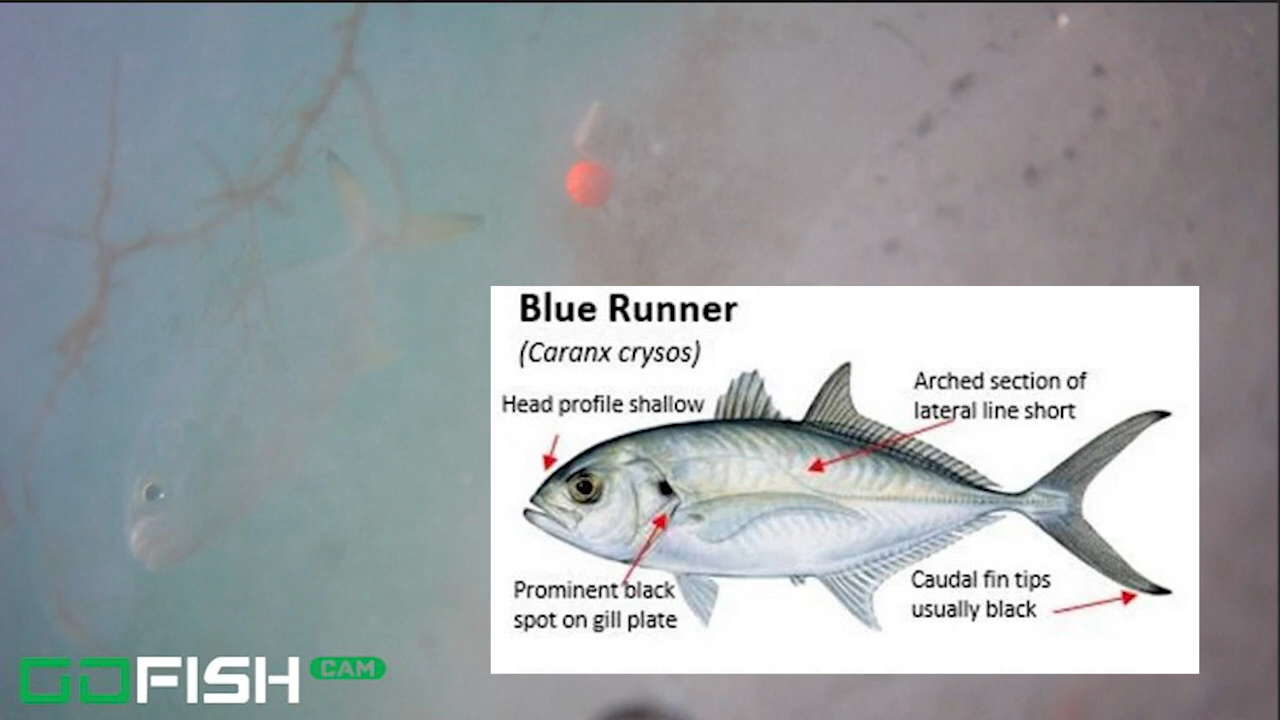 Blue Runner
(Caranx crysos)
Head profile shallow
Arched section of
lateral line short
Prominent black
spot on gill plate
Caudal fin tips
usually black
GOFISH CAM